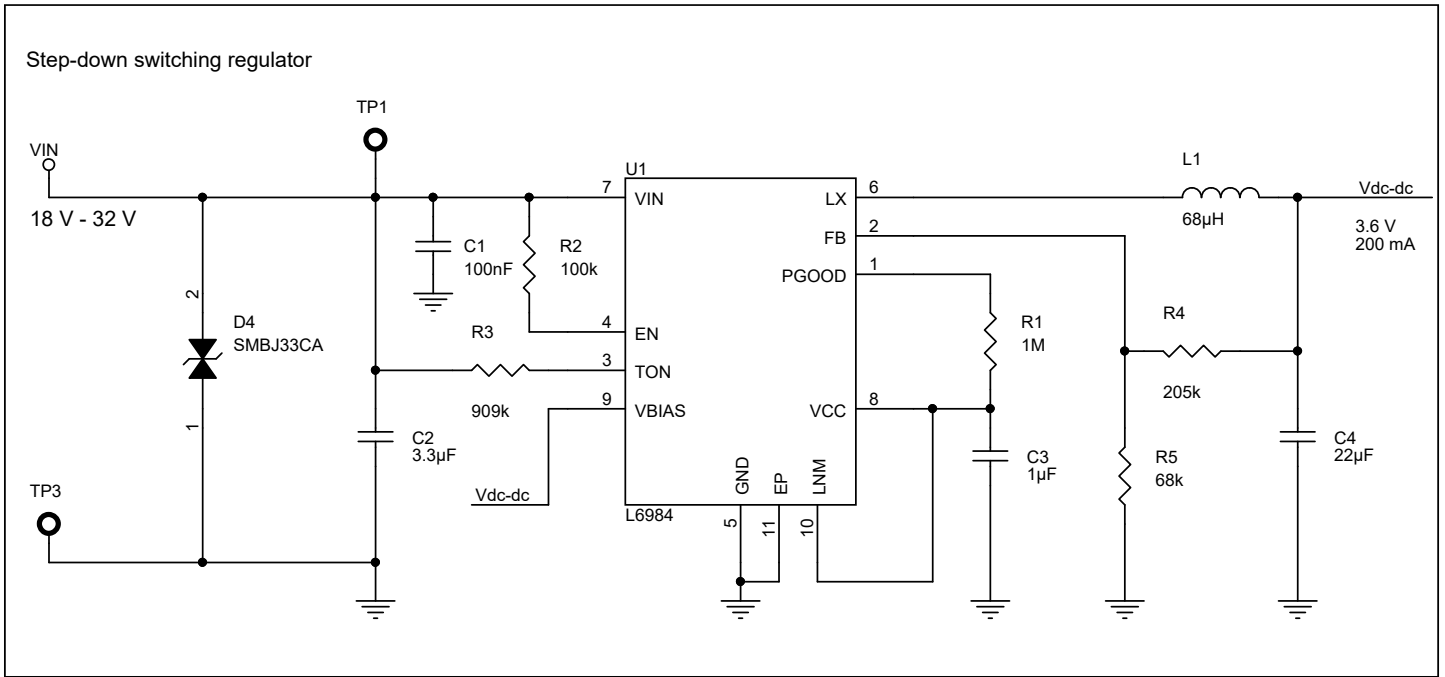 Step-down switching regulator
TP1
VIN
18 V - 32 V
U1
7
VIN
LX
6
L1
68µH
Vdc-dc
3.6 V
200 mA
FB
2
C1
100nF
R2
100k
PGOOD
1
2
D4
SMBJ33CA
1
R3
909k
4
EN
3
TON
9
VBIAS
R1
1M
R4
205k
VCC
8
C2
3.3µF
C3
1µF
R5
68k
C4
22µF
Vdc-dc
GND
EP
LNM
L6984
5
11
10
TP3